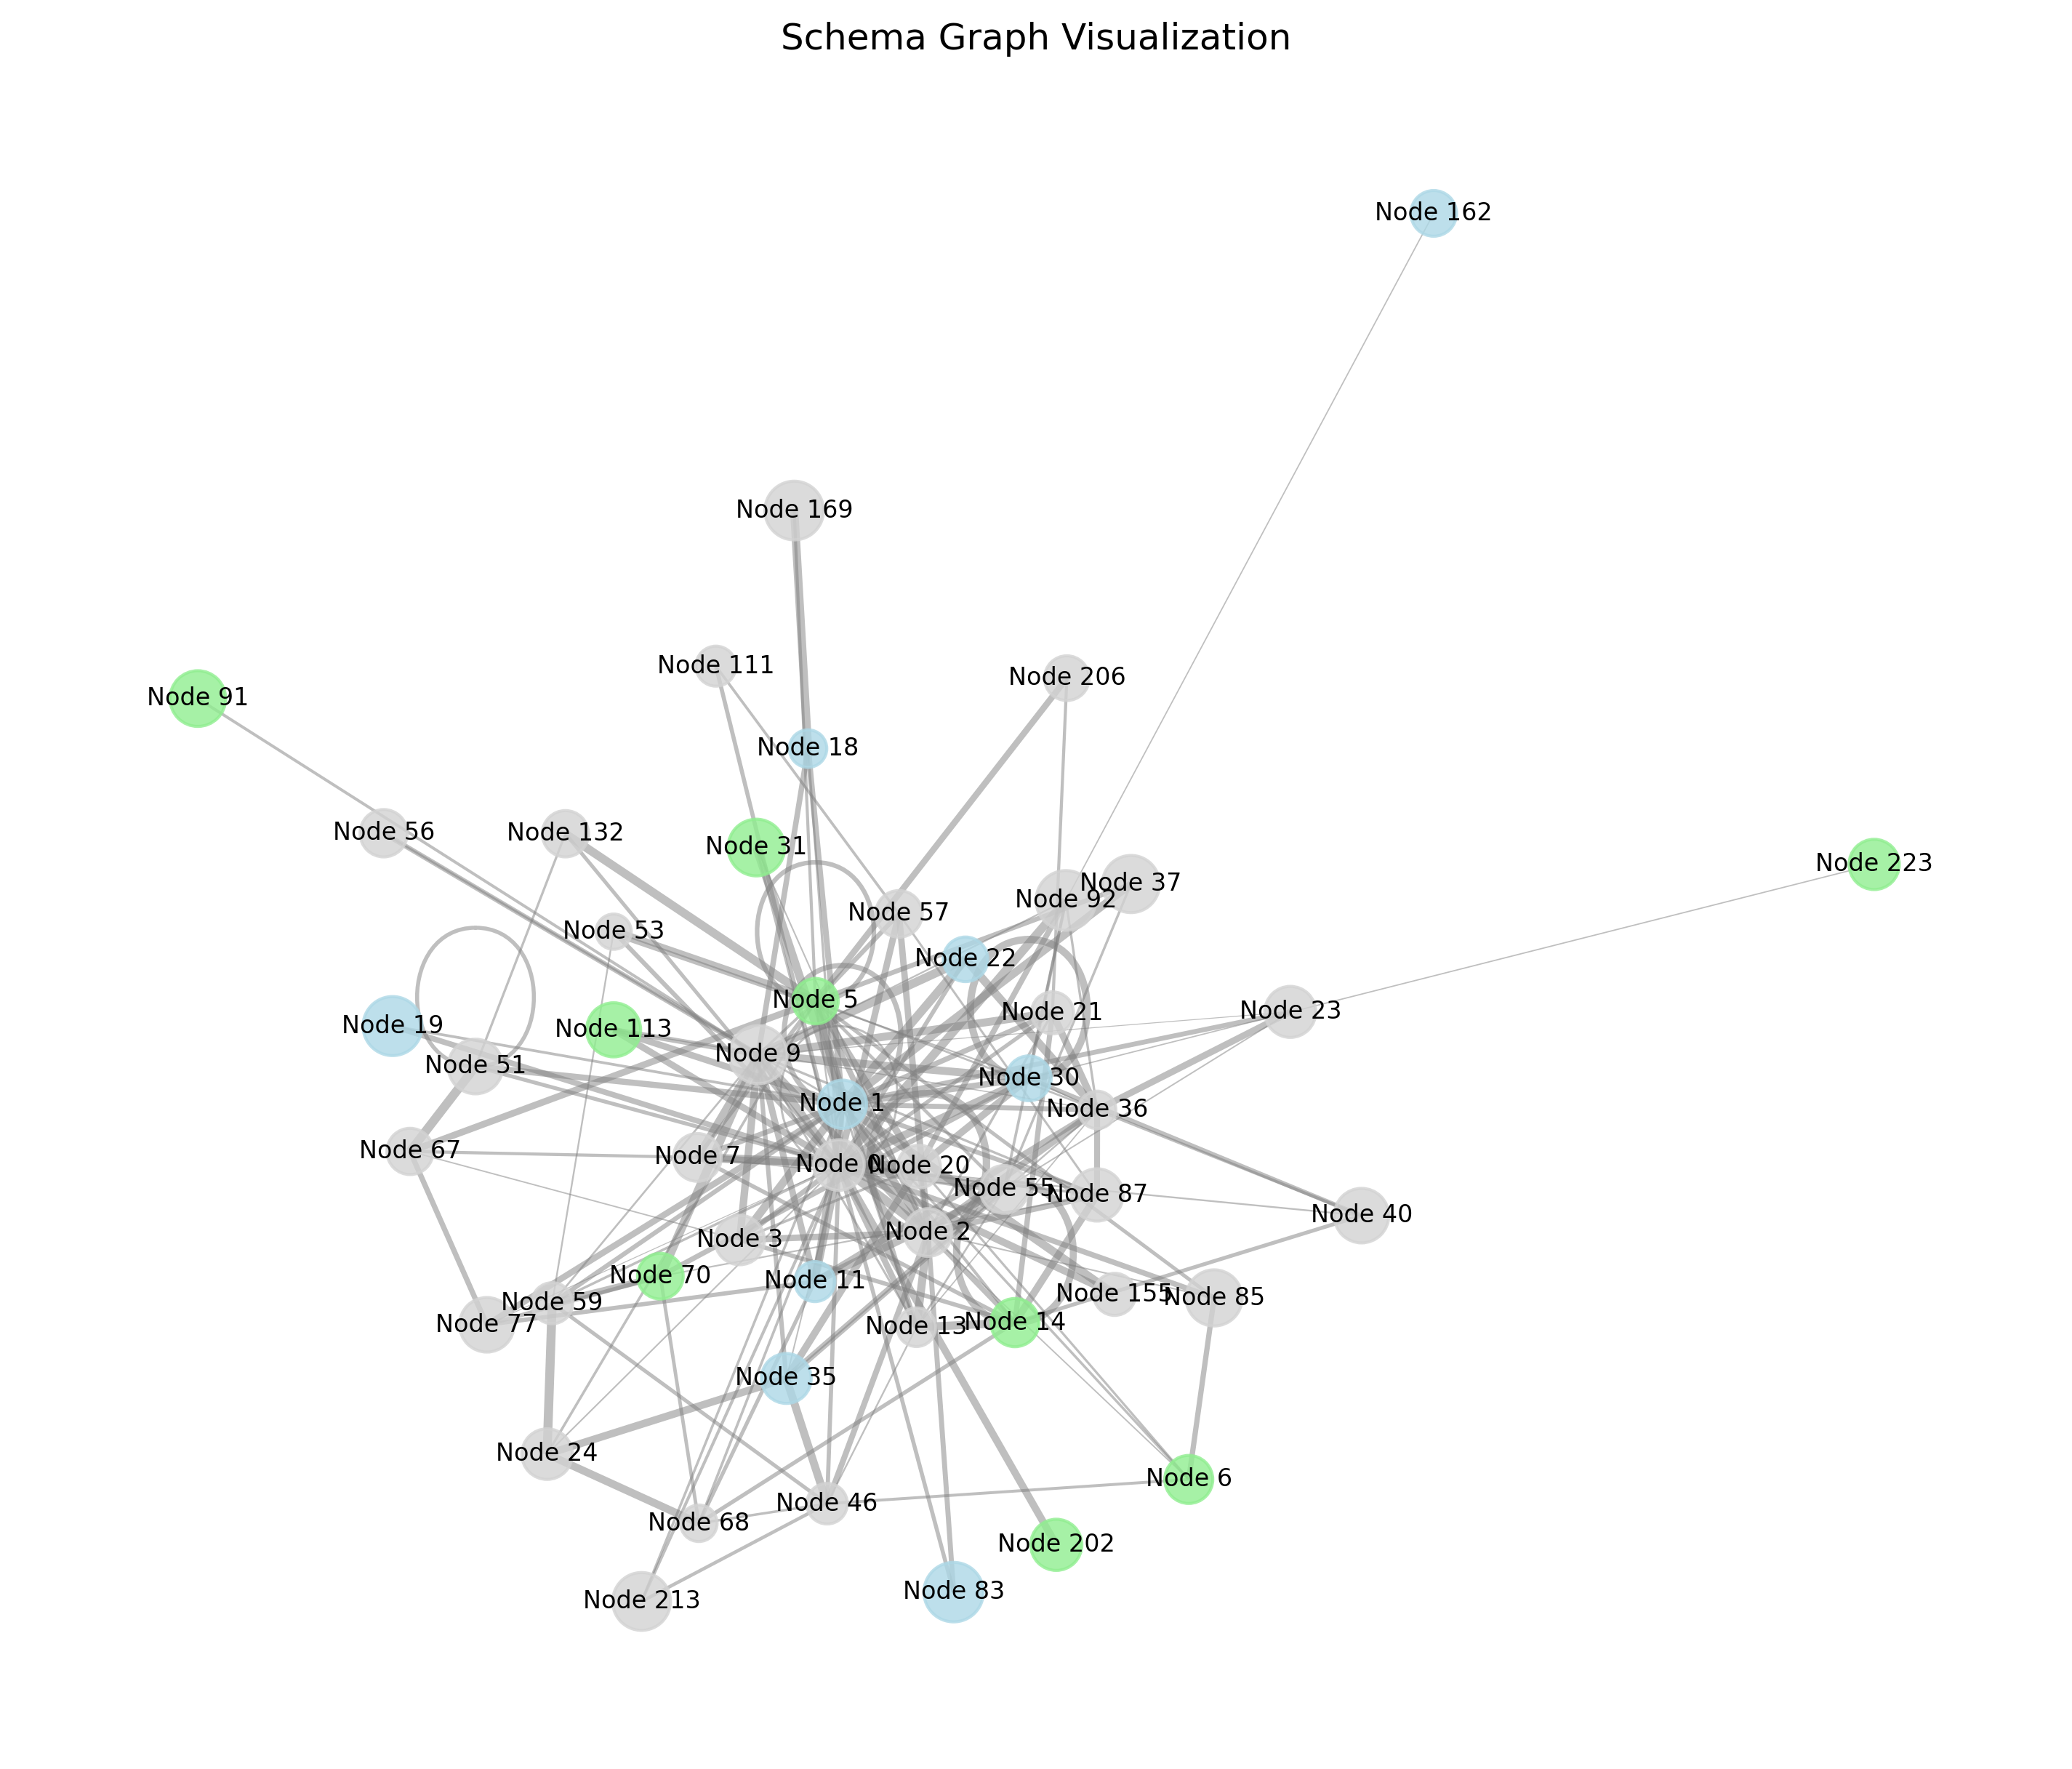 Schema Graph Visualization
Node 162
Node 169
Node 111
Node 206
Node 91
Node 18
Node 56
Node 132
Node 31
Node 223
Node 37
Node 92
Node 57
Node 53
Node 22
Node 5
Node 21
Node 23
Node 19
Node 113
Node 9
Node 51
Node 30
Node 1
Node 36
Node 67
Node 7
Node 0
Node 20
Node 55
Node 87
Node 40
Node 3
Node 2
Node 70
Node 11
Node 59
Node 155
Node 85
Node 77
Node 13
Node 14
Node 35
Node 24
Node 6
Node 46
Node 68
Node 202
Node 213
Node 83